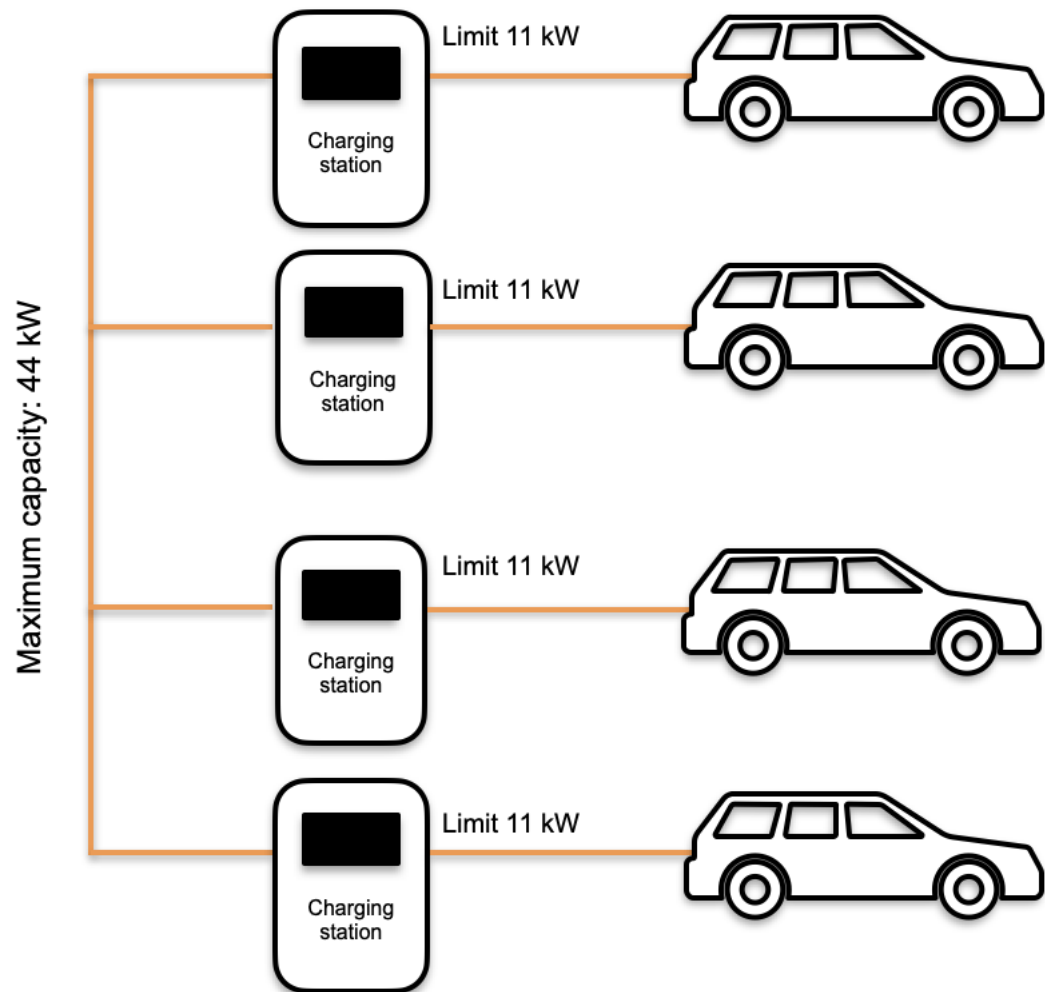 Maximum capacity: 44 kW
Limit 11 kW
Charging
station
Limit 11 kW
Charging
station
Limit 11 kW
Charging
station
Limit 11 kW
Charging
station